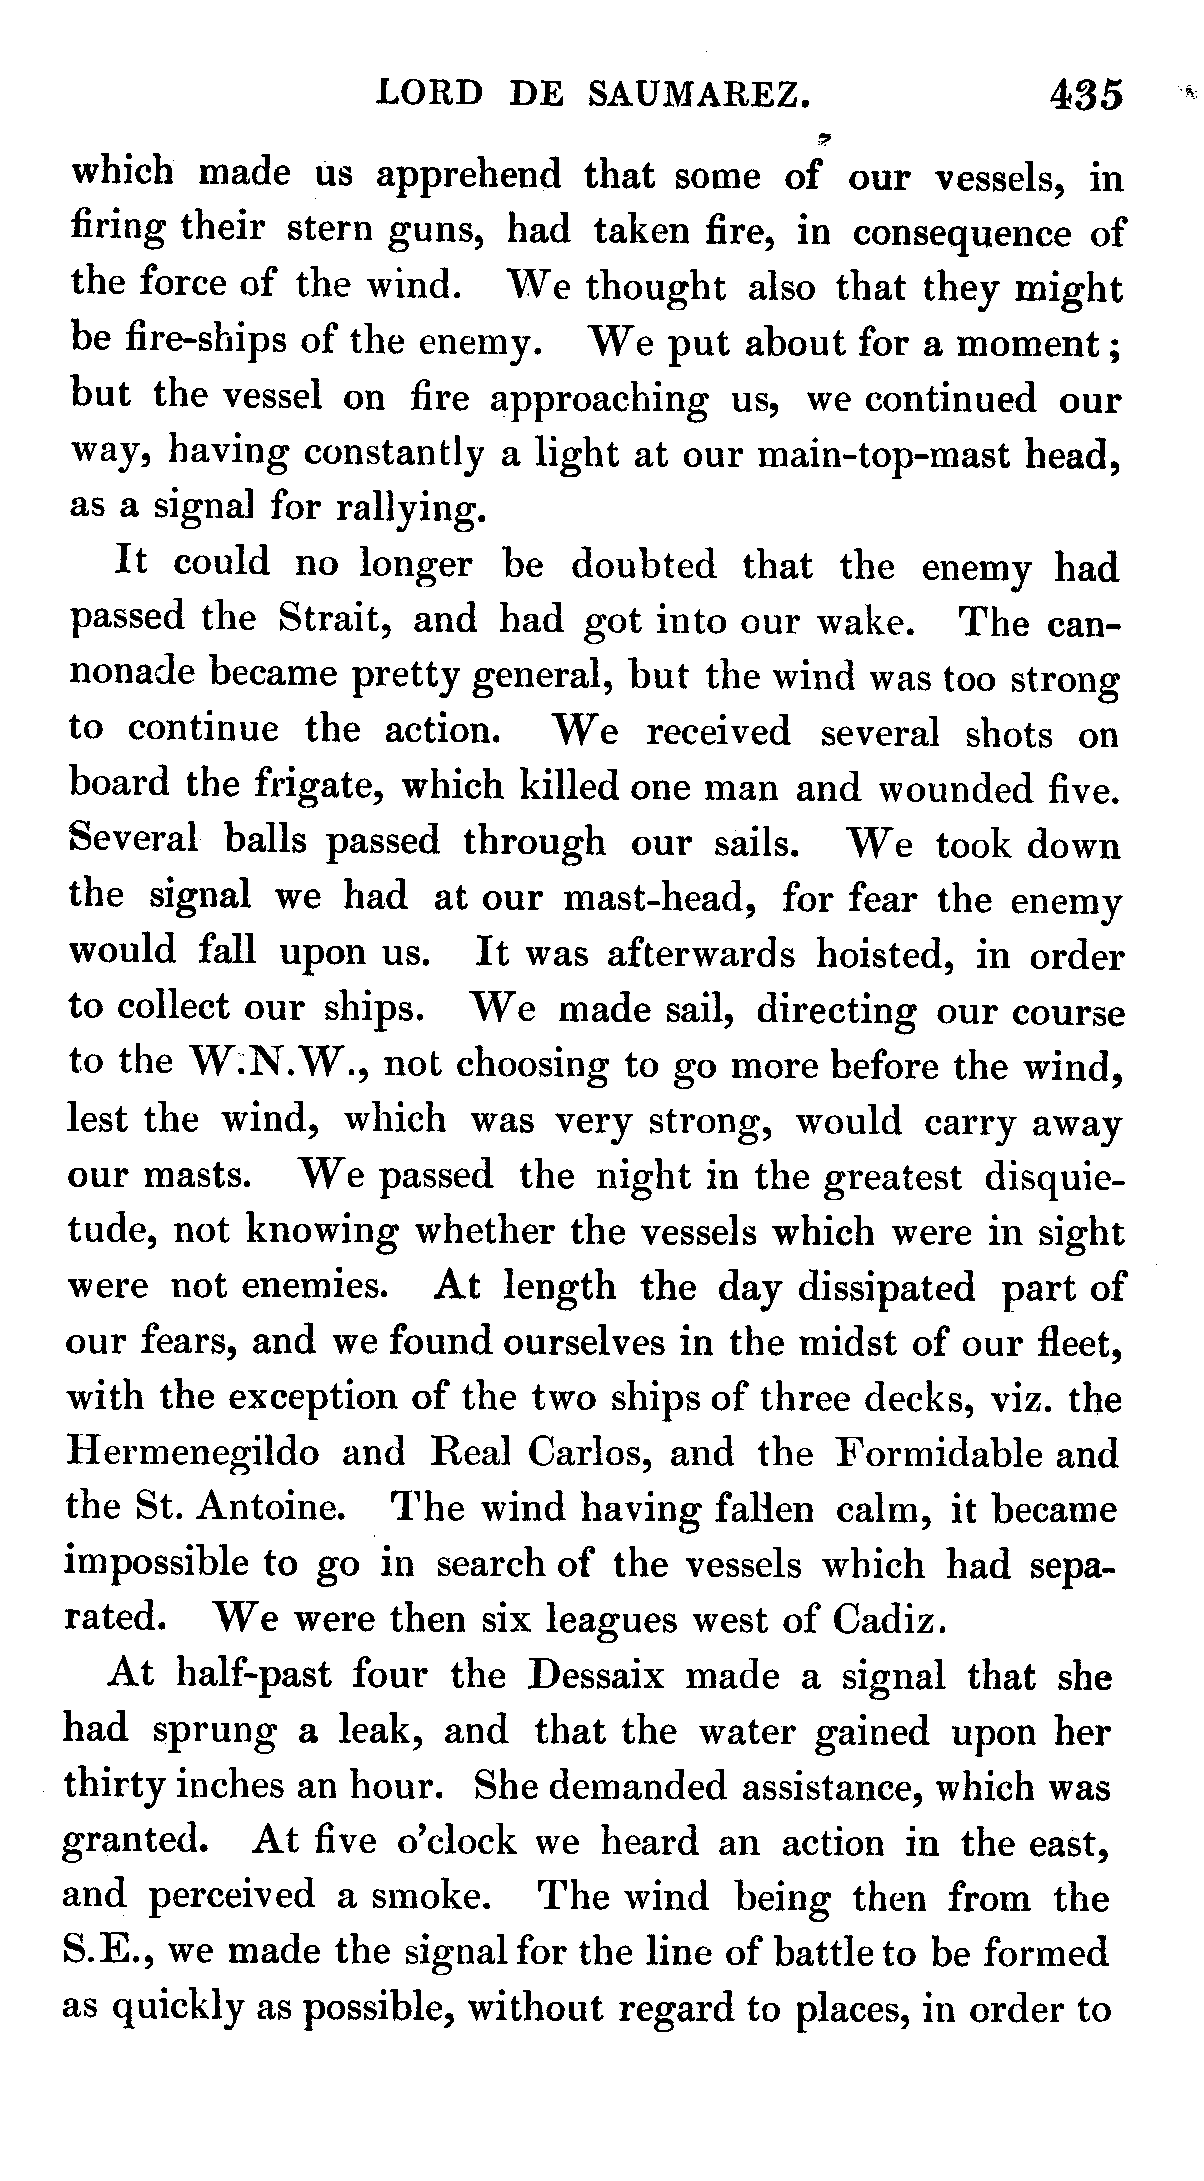 LORD DE SAUMAREZ. 435
which made us apprehend that some of our vessels, in
firing their stern guns, had taken fire, in consequence of
the force of the wind. We thought also that they might
be fire-ships of the enemy. We put about for a moment;
but the vessel on fire approaching us, we continued our
way, having constantly a light at our main-top-mast head,
as a signal for rallying.
It could no longer be doubted that the enemy had
passed the Strait, and had got into our wake. The can-
nonade became pretty general, but the wind was too strong
to continue the action. We received several shots on
board the frigate, which killed one man and wounded five.
Several balls passed through our sails. We took down
the signal we had at our mast-head, for fear the enemy
would fall upon us. It was afterwards hoisted, in order
to collect our ships. We made sail, directing our course
to the W.N.W., not choosing to go more before the wind,
lest the wind, which was very strong, would carry away
our masts. We passed the night in the greatest disquie-
tude, not knowing whether the vessels which were in sight
were not enemies. At length the day dissipated part of
our fears, and we found ourselves in the midst of our fleet,
with the exception of the two ships of three decks, viz. the
Hermenegildo and Real Carlos, and the Formidable and
the St. Antoine. The wind having fallen calm, it became
impossible to go in search of the vessels which had sepa-
rated. We were then six leagues west of Cadiz.
At half-past four the Dessaix made a signal that she
had sprung a leak, and that the water gained upon her
thirty inches an hour. She demanded assistance, which was
granted. At five o'clock we heard an action in the east,
and perceived a smoke. The wind being then from the
S.E., we made the signal for the line of battle to be formed
as quickly as possible, without regard to places, in order to